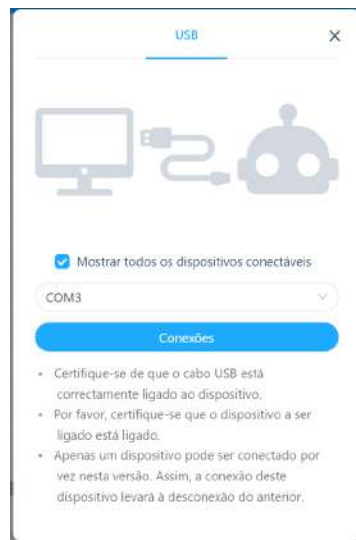 USB
Mostrar todos os dispositivos conectáveis
COM3
Conexões
Certifique-se de que o cabo USB está
correctamente ligado ao dispositivo.
Por favor, certifique-se que o dispositivo a ser
ligado está ligado.
Apenas um dispositivo pode ser conectado por
vez nesta versão. Assim, a conexão deste
dispositivo levará à desconexão do anterior.